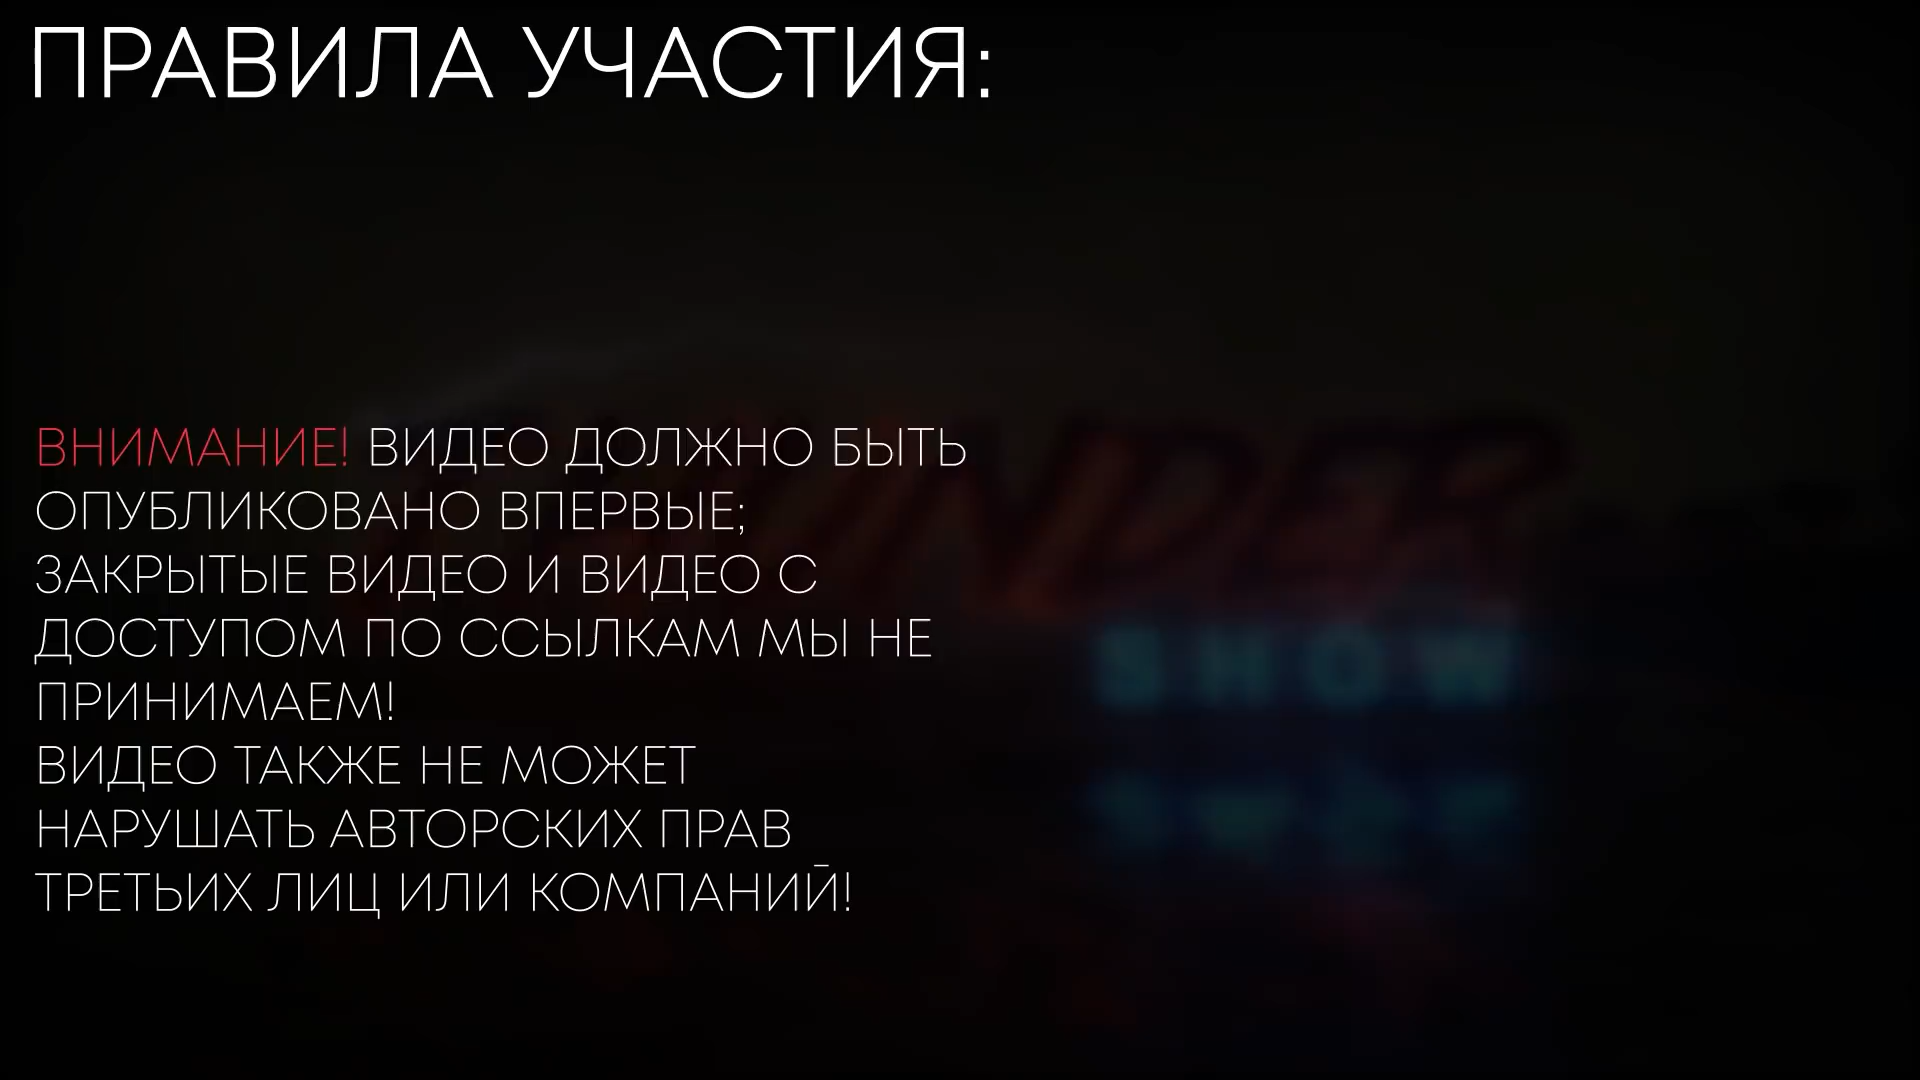 ПРАВИЛА УЧАСТИЯ:
ВНИМАНИЕ! ВИДЕО ДОЛЖНО БЫТЬ
ОПУБЛИКОВАНО ВПЕРВЫЕ;
ЗАКРЫТЫЕ ВИДЕО И ВИДЕО С
ДОСТУПОМ ПО ССЫЛКАМ МЫ НЕ
ПРИНИМАЕМ!
ВИДЕО ТАКЖЕ НЕ МОЖЕТ
НАРУШАТЬ АВТОРСКИХ ПРАВ
ТРЕТЬИХ ЛИЦ ИЛИ КОМПАНИЙ!
SHOW